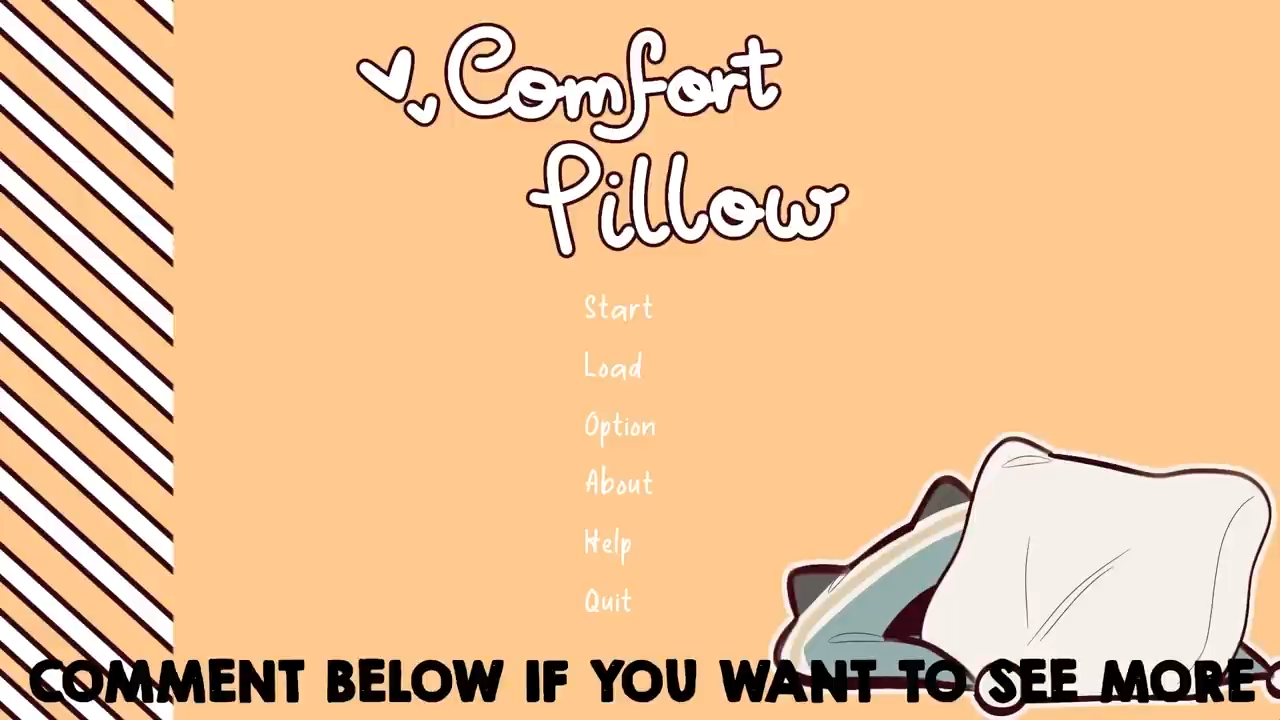 Comfort
Pillow
Start
Load
Option
About
Help
Quit
COMMENT BELOW IF YOU WANT TO SEE MORE